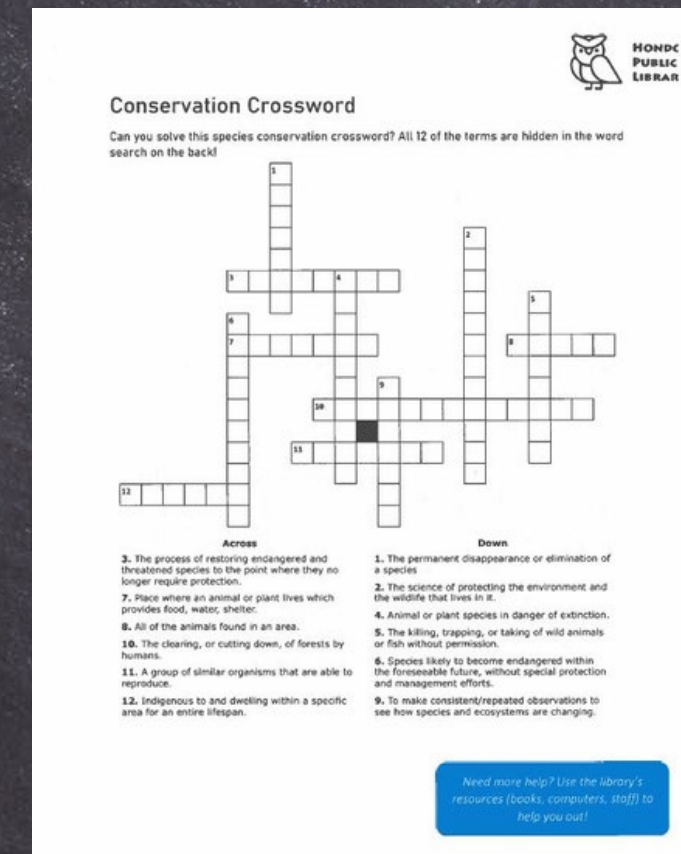 HONDO
PUBLIC
LIBRAR
Conservation Crossword
Can you solve this species conservation crossword? All 12 of the terms are hidden in the word
search on the back!
1
2
3
4
5
6
7
8
9
10
11
12
Across
3. The process of restoring endangered and
threatened species to the point where they no
longer require protection.
7. Place where an animal or plant lives which
provides food, water, shelter.
8. All of the animals found in an area.
10. The clearing, or cutting down, of forests by
humans.
11. A group of similar organisms that are able to
reproduce.
12. Indigenous to and dwelling within a specific
area for an entire lifespan.
Down
1. The permanent disappearance or elimination of
a species
2. The science of protecting the environment and
the wildlife that lives in it.
4. Animal or plant species in danger of extinction.
5. The killing, trapping, or taking of wild animals
or fish without permission.
6. Species likely to become endangered within
the foreseeable future, without special protection
and management efforts.
9. To make consistent/repeated observations to
see how species and ecosystems are changing.
Need more help? Use the library's
resources (books, computers, staff) to
help you out!